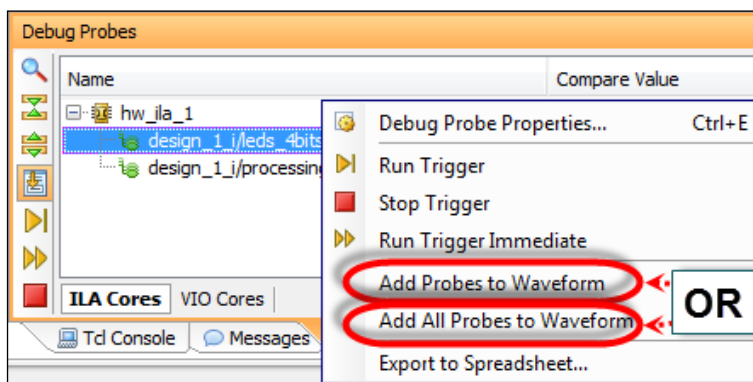 Debug Probes
Name Compare Value
hw_ila_1
design_1_i/leds_4bits
design_1_i/processing
Debug Probe Properties... Ctrl+E
Run Trigger
Stop Trigger
Run Trigger Immediate
Add Probes to Waveform
Add All Probes to Waveform
OR
Export to Spreadsheet...
ILA Cores VIO Cores
Tcl Console Messages